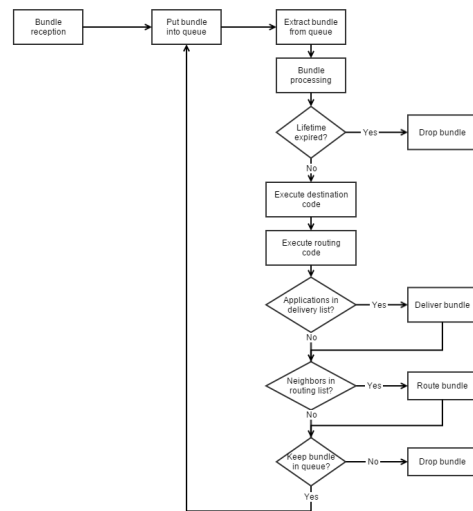 Bundle
reception
Put bundle
into queue
Extract bundle
from queue
Bundle
processing
Lifetime
expired?
Yes
Drop bundle
No
Execute destination
code
Execute routing
code
Applications in
delivery list?
Yes
Deliver bundle
No
Neighbors in
routing list?
Yes
Route bundle
No
Keep bundle
in queue?
No
Drop bundle
Yes